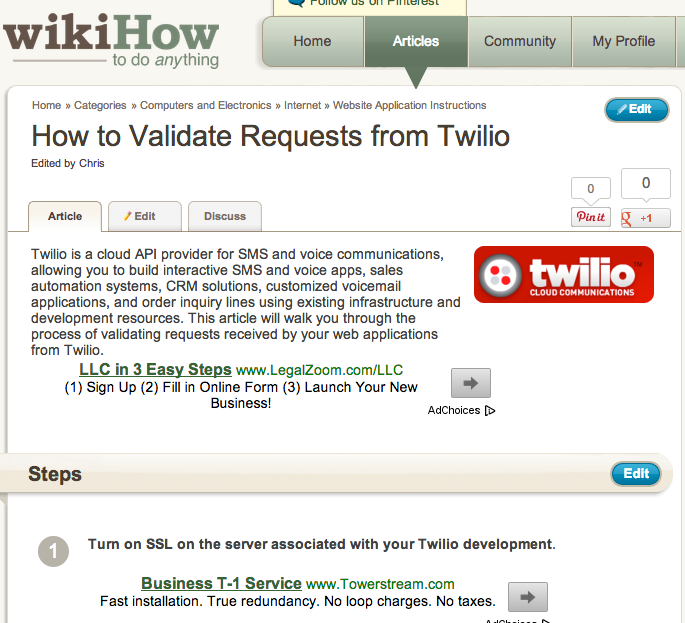 Follow us on Pinterest
wikiHow
to do anything
Home
Articles
Community
My Profile
Home » Categories » Computers and Electronics » Internet » Website Application Instructions
Edit
How to Validate Requests from Twilio
Edited by Chris
0
0
Pin it
g +1
Article
Edit
Discuss
Twilio is a cloud API provider for SMS and voice communications,
allowing you to build interactive SMS and voice apps, sales
automation systems, CRM solutions, customized voicemail
applications, and order inquiry lines using existing infrastructure and
development resources. This article will walk you through the
process of validating requests received by your web applications
from Twilio.
twilio™
CLOUD COMMUNICATIONS
LLC in 3 Easy Steps www.LegalZoom.com/LLC
(1) Sign Up (2) Fill in Online Form (3) Launch Your New
Business!
AdChoices
Steps
Edit
1
Turn on SSL on the server associated with your Twilio development.
Business T-1 Service www.Towerstream.com
Fast installation. True redundancy. No loop charges. No taxes.
AdChoices